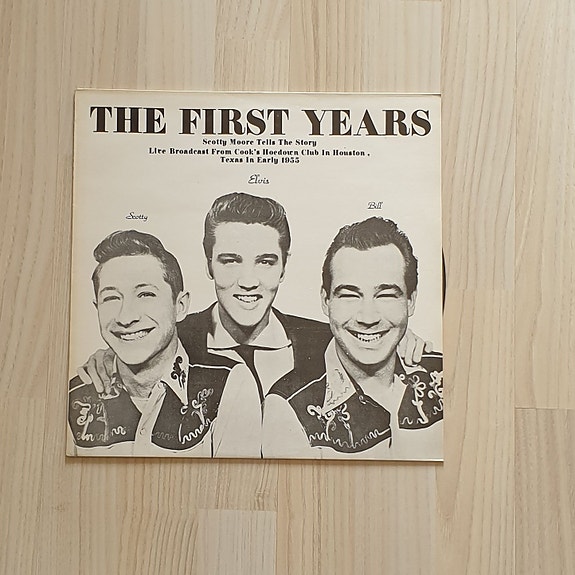 THE FIRST YEARS
Scotty Moore Tells The Story
Live Broadcast From Cook's Hoedown Club In Houston ,
Texas In Early 1955
Elvis
Scotty
Bill